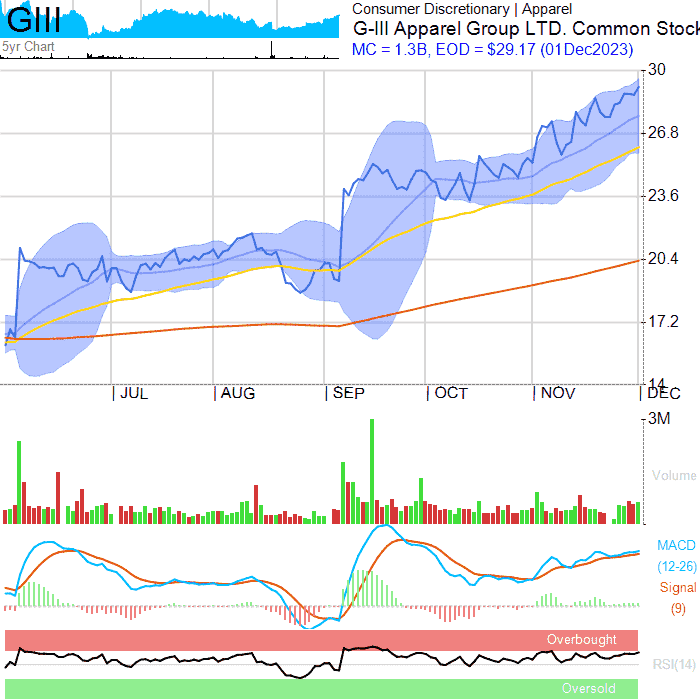 GIII
Consumer Discretionary | Apparel
G-III Apparel Group LTD. Common Stock
5yr Chart
MC = 1.3B, EOD = $29.17 (01Dec2023)
30
26.8
23.6
20.4
17.2
14
JUL
AUG
SEP
OCT
NOV
DEC
3M
Volume
MACD
(12-26)
Signal
(9)
Overbought
RSI(14)
Oversold